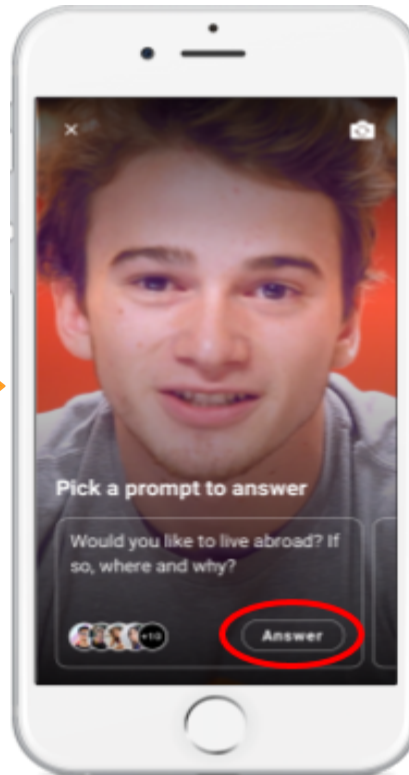 Pick a prompt to answer
Would you like to live abroad? If
so, where and why?
+10
Answer